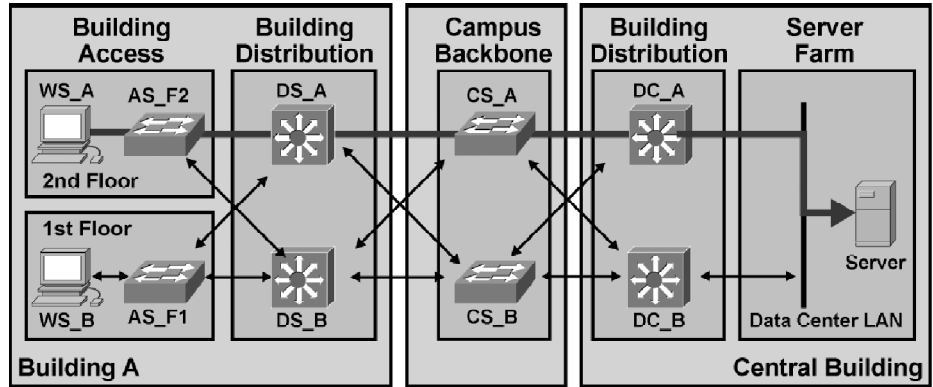 Building Access
Building Distribution
Campus Backbone
Building Distribution
Server Farm
WS_A
AS_F2
DS_A
CS_A
DC_A
2nd Floor
1st Floor
Server
WS_B
AS_F1
DS_B
CS_B
DC_B
Data Center LAN
Building A
Central Building